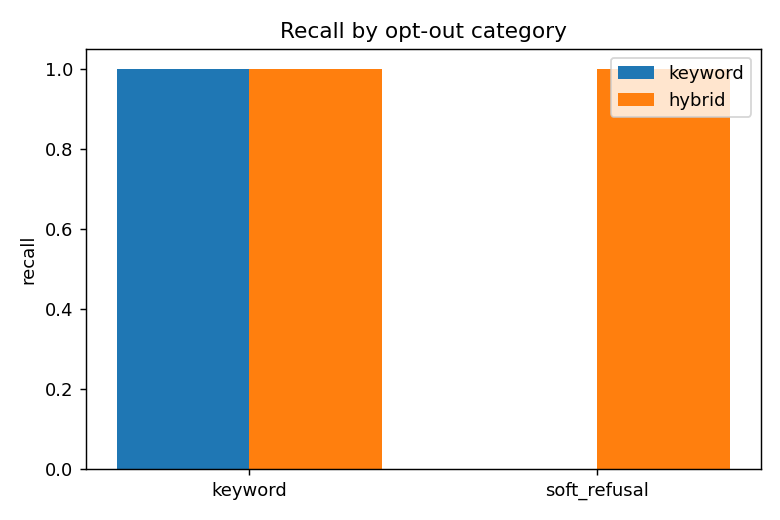 Recall by opt-out category
keyword
hybrid
recall
1.0
0.8
0.6
0.4
0.2
0.0
keyword
soft_refusal